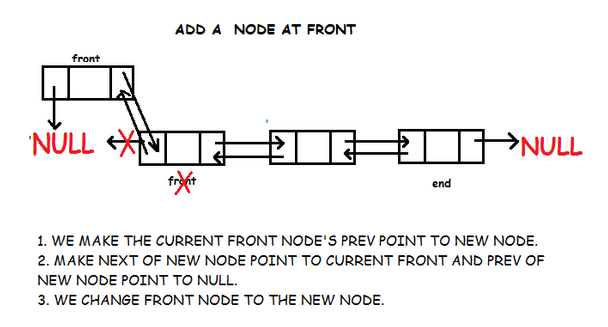 ADD A NODE AT FRONT
front
NULL
NULL
front
end
1. WE MAKE THE CURRENT FRONT NODE'S PREV POINT TO NEW NODE.
2. MAKE NEXT OF NEW NODE POINT TO CURRENT FRONT AND PREV OF
NEW NODE POINT TO NULL.
3. WE CHANGE FRONT NODE TO THE NEW NODE.